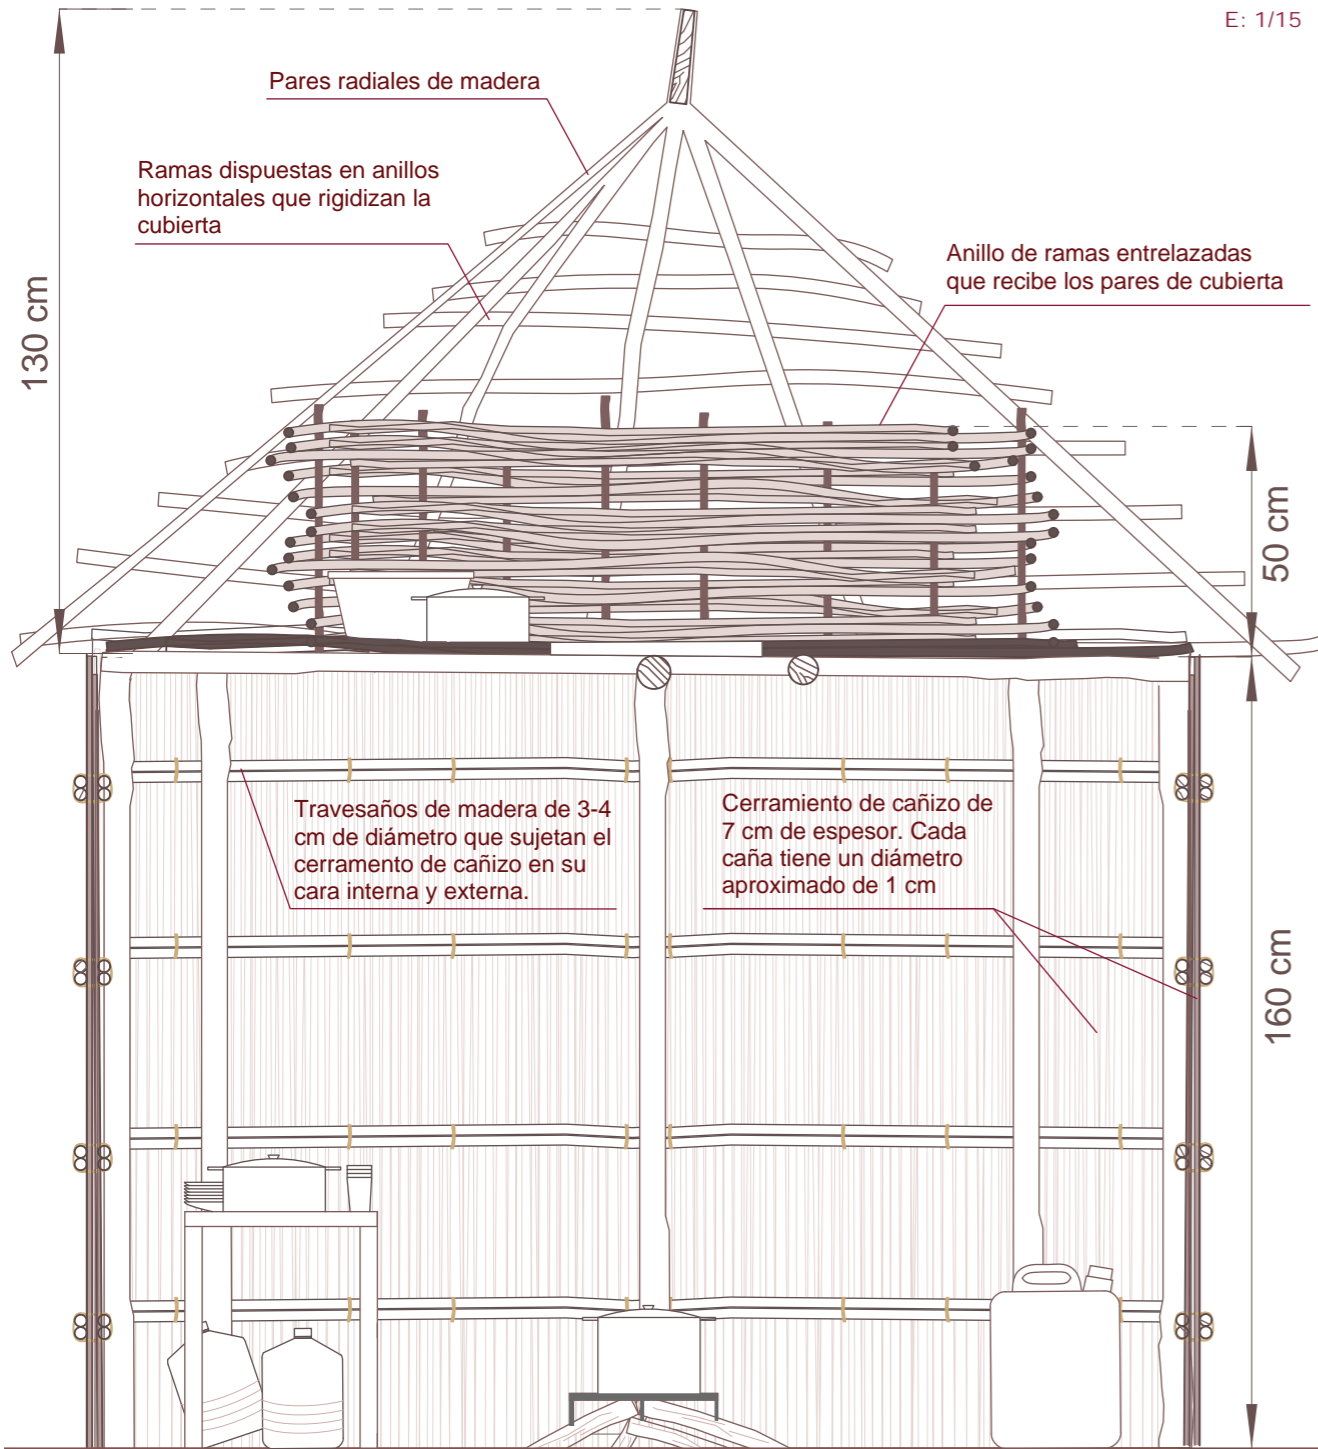 E: 1/15
Pares radiales de madera
Ramas dispuestas en anillos
horizontales que rigidizan la
cubierta
Anillo de ramas entrelazadas
que recibe los pares de cubierta
130 cm
50 cm
Travesaños de madera de 3-4
cm de diámetro que sujetan el
cerramento de cañizo en su
cara interna y externa.
Cerramiento de cañizo de
7 cm de espesor. Cada
caña tiene un diámetro
aproximado de 1 cm
160 cm